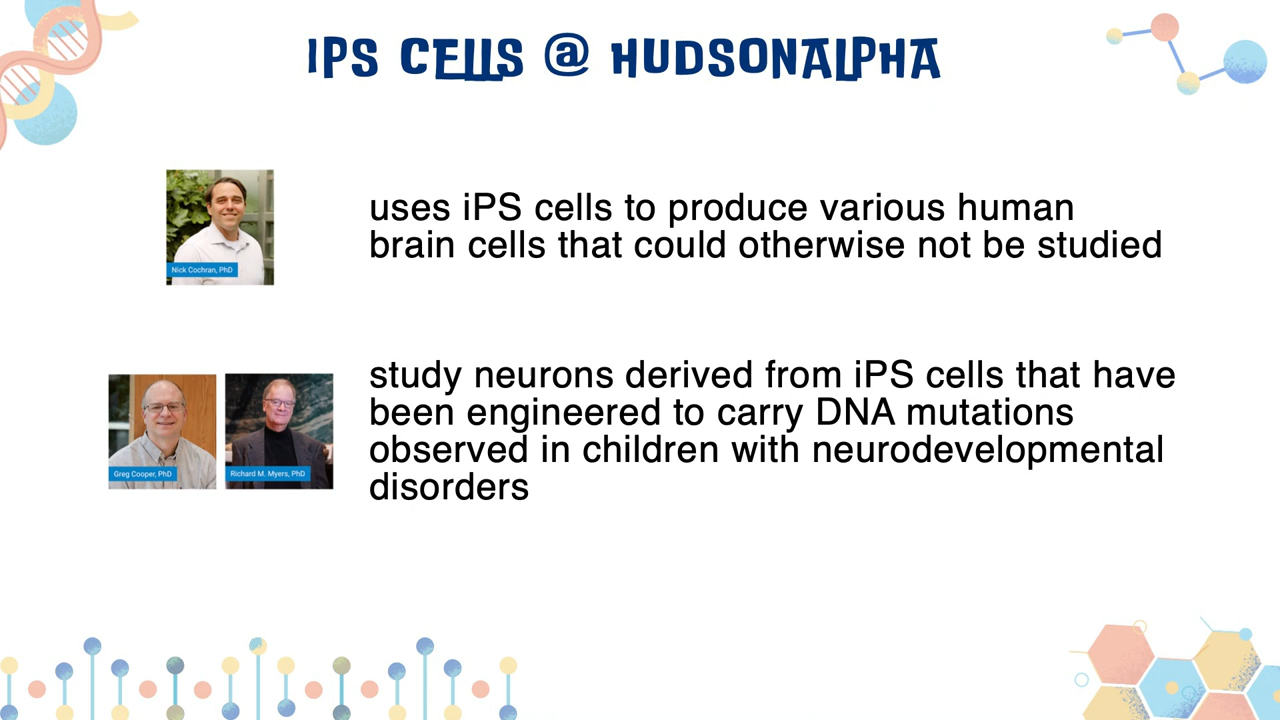 iPS CELLS @ HUDSONALPHA
Nick Cochran, PhD
uses iPS cells to produce various human
brain cells that could otherwise not be studied
Greg Cooper, PhD
Richard M. Myers, PhD
study neurons derived from iPS cells that have
been engineered to carry DNA mutations
observed in children with neurodevelopmental
disorders